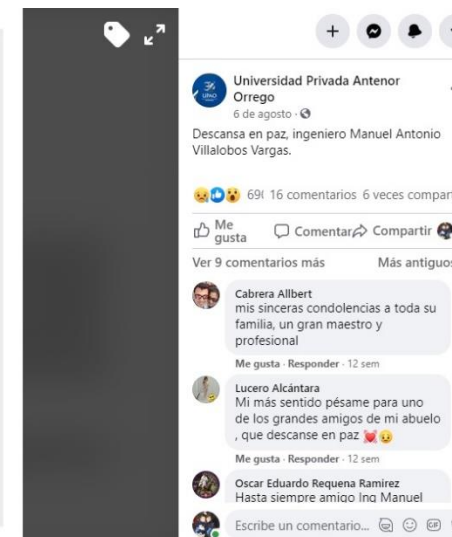 Universidad Privada Antenor
Orrego
6 de agosto ·
Descansa en paz, ingeniero Manuel Antonio
Villalobos Vargas.
69 16 comentarios 6 veces compart
Me
gusta
Comentar
Compartir
Ver 9 comentarios más
Más antiguos
Cabrera Allbert
mis sinceras condolencias a toda su
familia, un gran maestro y
profesional
Me gusta · Responder · 12 sem
Lucero Alcántara
Mi más sentido pésame para uno
de los grandes amigos de mi abuelo
, que descanse en paz
Me gusta · Responder · 12 sem
Oscar Eduardo Requena Ramirez
Hasta siempre amigo Ing Manuel
Escribe un comentario...
GIF